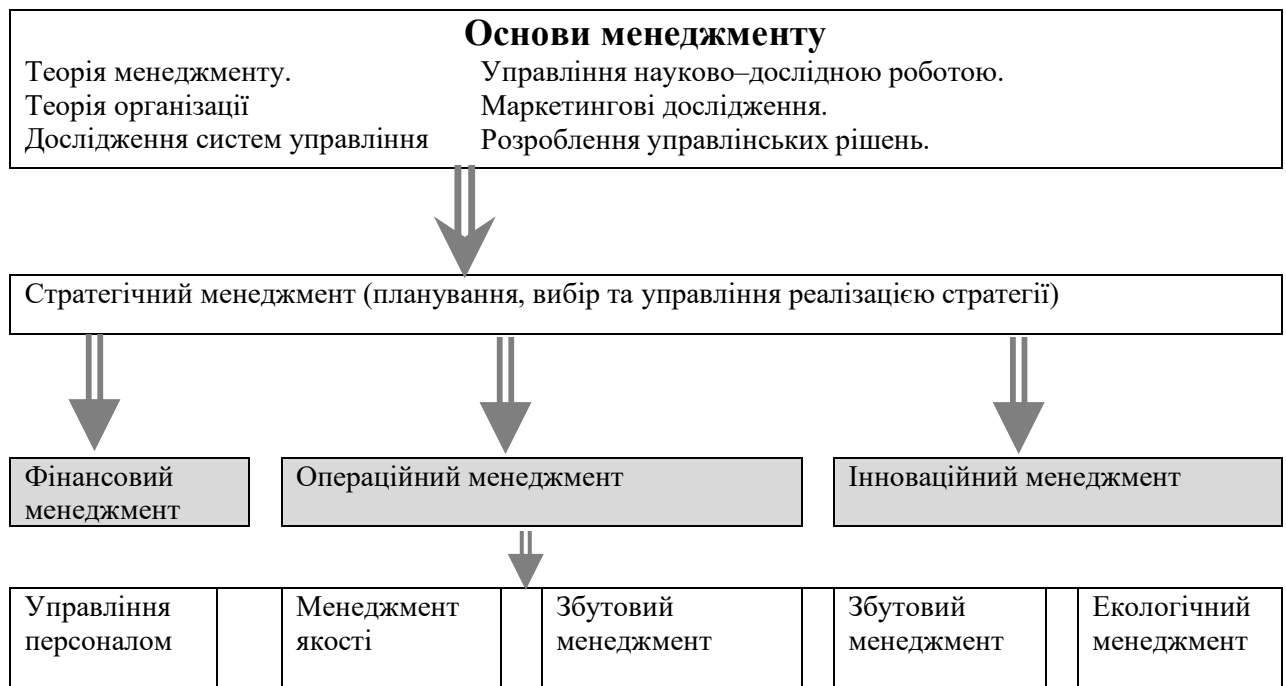 Основи менеджменту
Теорія менеджменту.
Теорія організації
Дослідження систем управління
Управління науково–дослідною роботою.
Маркетингові дослідження.
Розроблення управлінських рішень.
Стратегічний менеджмент (планування, вибір та управління реалізацією стратегії)
Фінансовий
менеджмент
Операційний менеджмент
Інноваційний менеджмент
Управління
персоналом
Менеджмент
якості
Збутовий
менеджмент
Збутовий
менеджмент
Екологічний
менеджмент